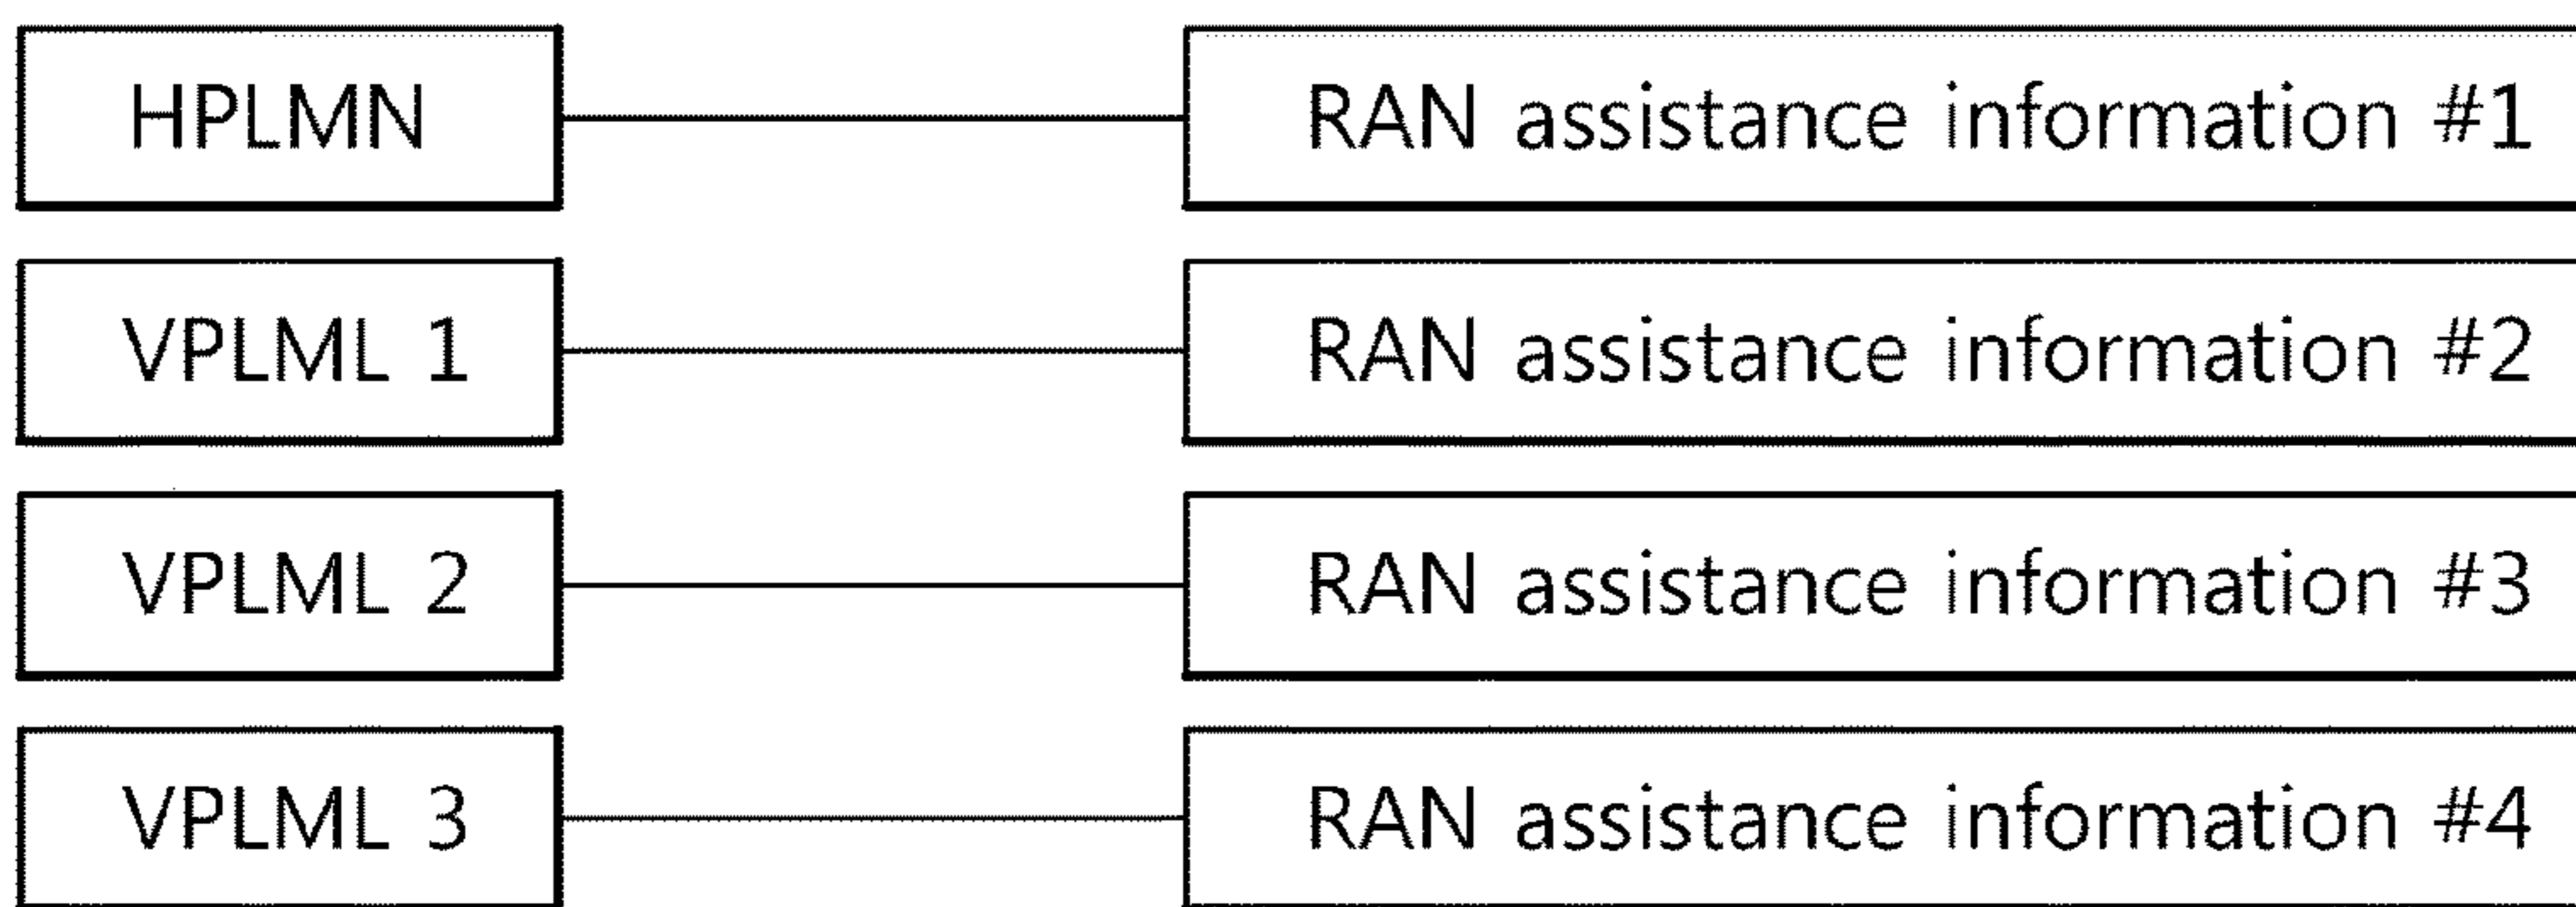 HPLMN RAN assistance information #1
VPLML 1 RAN assistance information #2
VPLML 2 RAN assistance information #3
VPLML 3 RAN assistance information #4